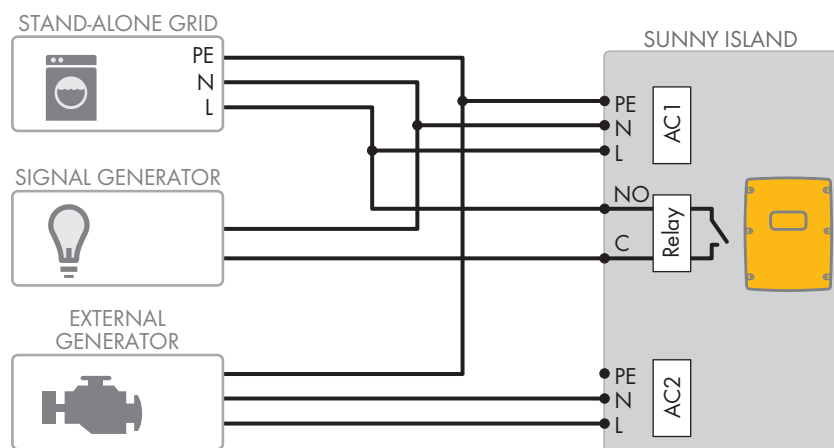 STAND-ALONE GRID
PE
N
L
SIGNAL GENERATOR
EXTERNAL
GENERATOR
SUNNY ISLAND
PE
N
L
AC1
NO
C
Relay
PE
N
L
AC2